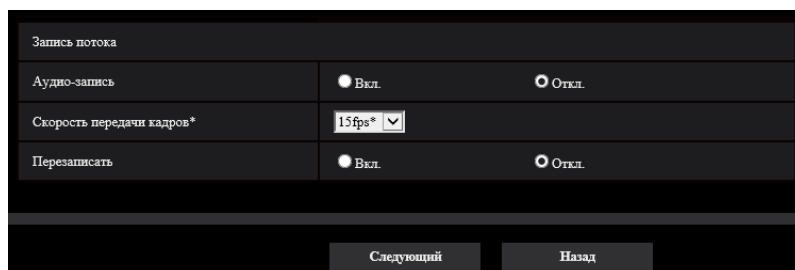 Запись потока
Аудио-запись Вкл. Откл.
Скорость передачи кадров* 15fps*
Перезаписать Вкл. Откл.
Следующий Назад